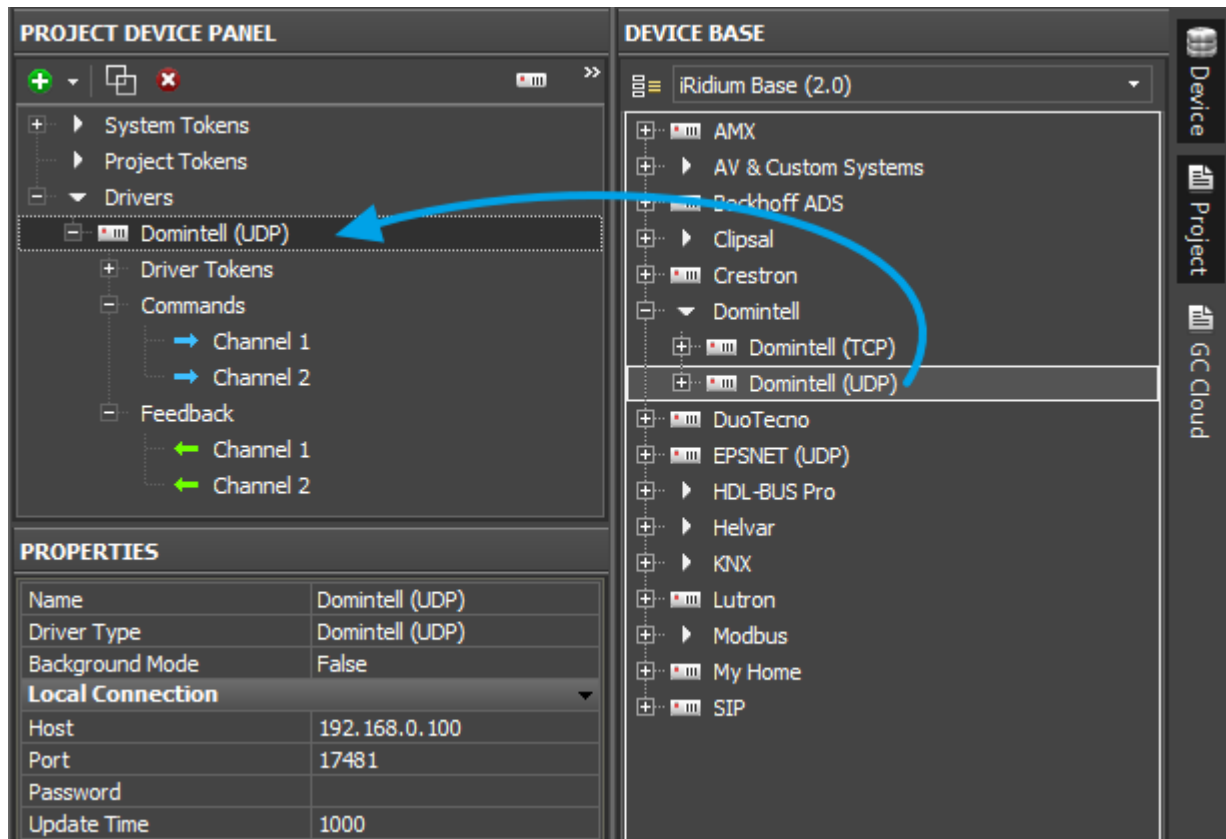 PROJECT DEVICE PANEL
System Tokens
Project Tokens
Drivers
Domintell (UDP)
Driver Tokens
Commands
Channel 1
Channel 2
Feedback
Channel 1
Channel 2
PROPERTIES
Name Domintell (UDP)
Driver Type Domintell (UDP)
Background Mode False
Local Connection
Host 192.168.0.100
Port 17481
Password
Update Time 1000
DEVICE BASE
iRidium Base (2.0)
AMX
AV & Custom Systems
Backhoff ADS
Clipsal
Crestron
Domintell
Domintell (TCP)
Domintell (UDP)
DuoTecno
EPSNET (UDP)
HDL-BUS Pro
Helvar
KNX
Lutron
Modbus
My Home
SIP
Device
Project
GC Cloud